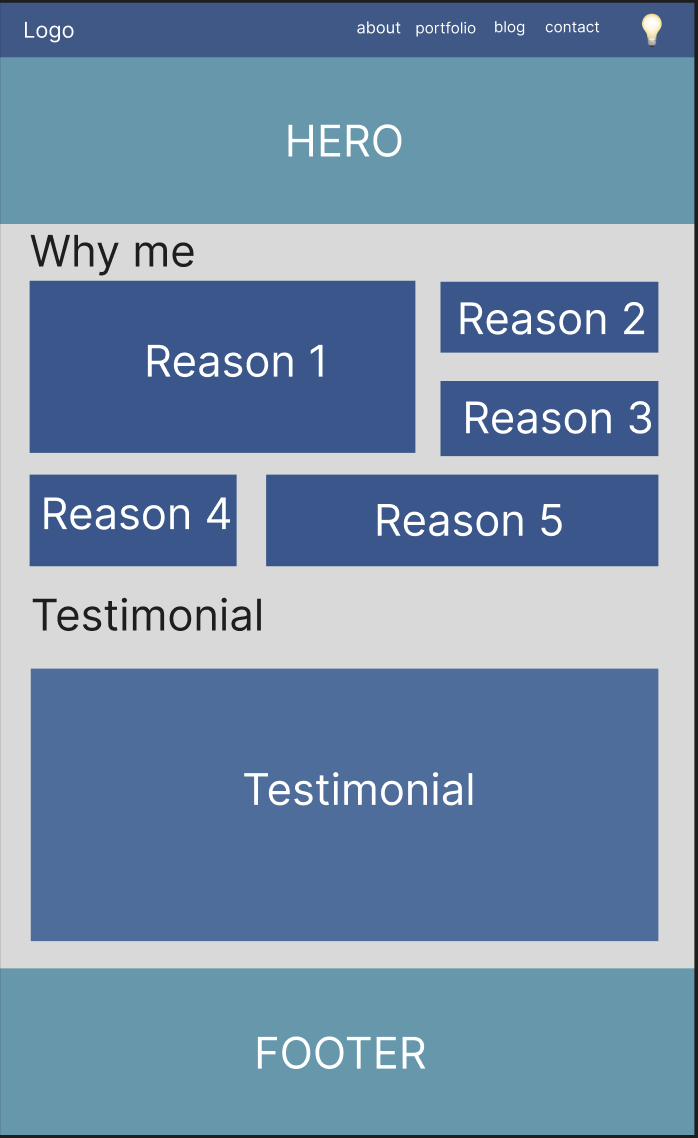 Logo
about portfolio blog contact
HERO
Why me
Reason 1
Reason 2
Reason 3
Reason 4
Reason 5
Testimonial
Testimonial
FOOTER